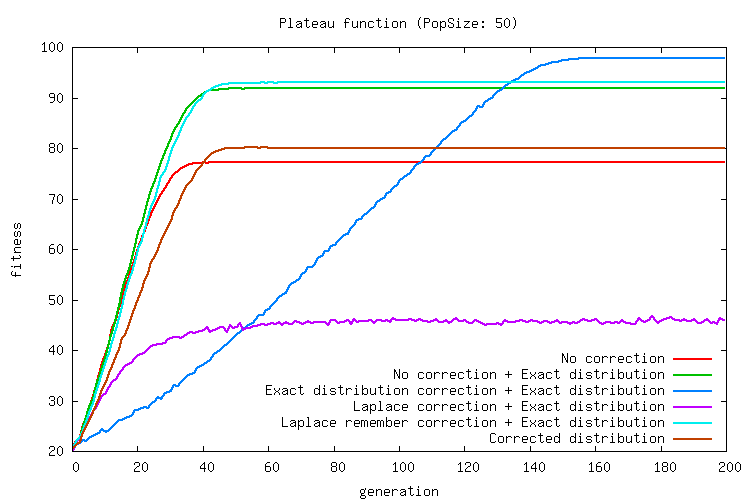 Plateau function (PopSize: 50)
100
90
80
70
60
50
40
30
20
fitness
No correction
No correction + Exact distribution
Exact distribution correction + Exact distribution
Laplace correction + Exact distribution
Laplace remember correction + Exact distribution
Corrected distribution
0 20 40 60 80 100 120 140 160 180 200
generation